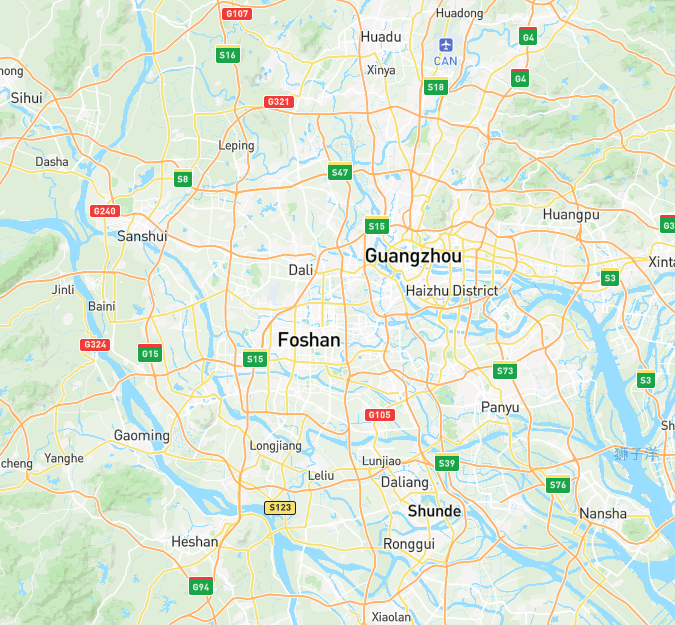 G107
Huadong
Huadu
G4
S16
CAN
hong
Xinya
G4
Sihui
S18
G321
Leping
Dasha
S47
S8
G240
Huangpu
S15
G3
Sanshui
Guangzhou
Xinta
Dali
S3
Jinli
Haizhu District
Baini
Foshan
G324
G15
S15
S73
S3
Panyu
G105
Sh
Gaoming
Longjiang
狮子洋
Yanghe
Lunjiao
S39
cheng
Leliu
Daliang
S76
S123
Shunde
Nansha
Heshan
Ronggui
G94
Xiaolan